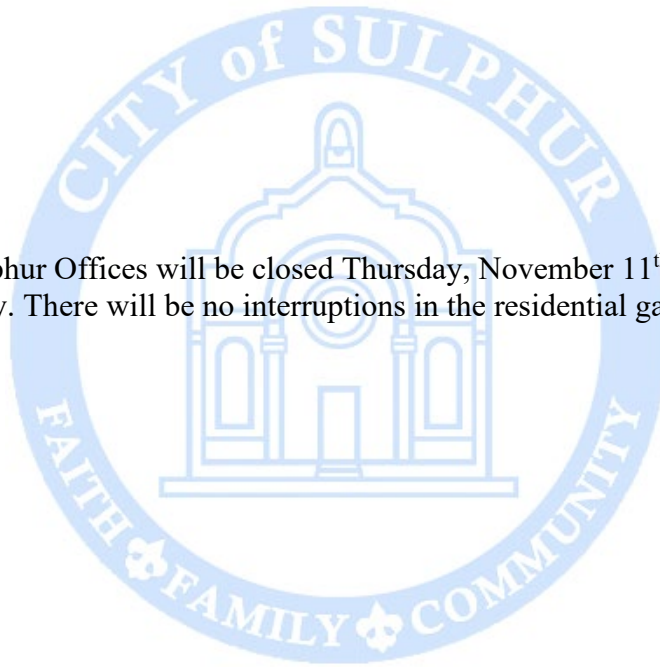 CITY of SULPHUR
phur Offices will be closed Thursday, November 11t
y. There will be no interruptions in the residential ga
FAITH FAMILY COMMUNITY